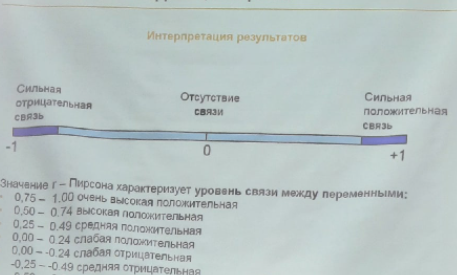 Интерпретация результатов
Сильная отрицательная связь
Отсутствие связи
Сильная положительная связь
-1
0
+1
Значение r – Пирсона характеризует уровень связи между переменными:
0,75 – 1.00 очень высокая положительная
0,50 – 0.74 высокая положительная
0,25 – 0.49 средняя положительная
0,00 – 0.24 слабая положительная
0,00 – -0.24 слабая отрицательная
-0,25 – -0.49 средняя отрицательная